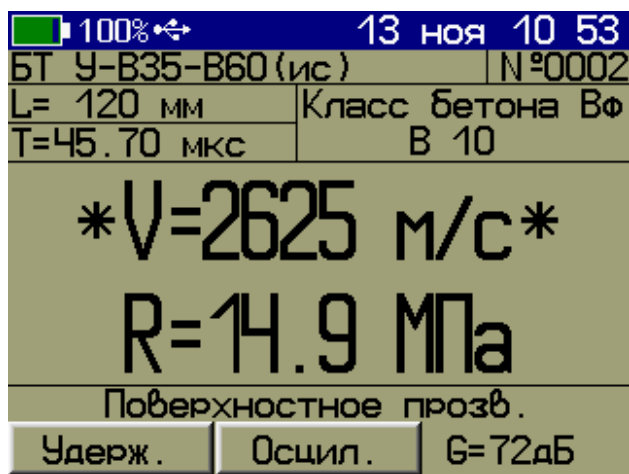 100% 13 ноя 10 53
БТ У-В35-В60(ис) №0002
L= 120 мм Класс бетона Вф
T=45.70 мкс В 10
*V=2625 м/с*
R=14.9 МПа
Поверхностное прозв.
Удерж. Осцил. G=72дБ